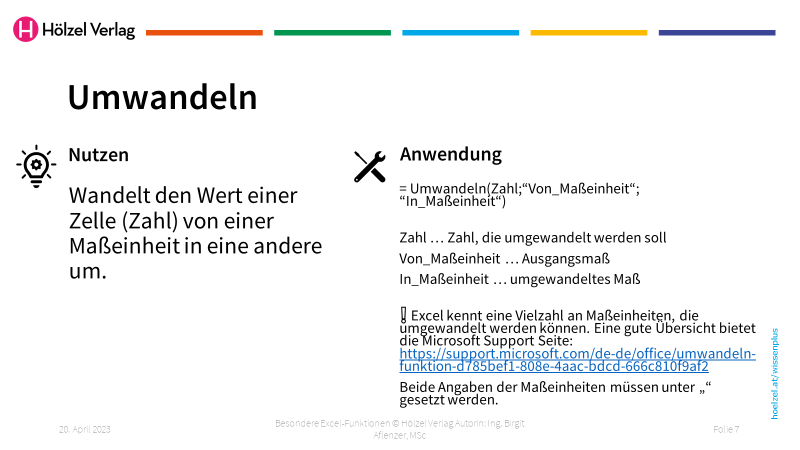 Hölzel Verlag
Umwandeln
Nutzen
Wandelt den Wert einer
Zelle (Zahl) von einer
Maßeinheit in eine andere
um.
Anwendung
= Umwandeln(Zahl;“Von_Maßeinheit“;
“In_Maßeinheit“)
Zahl … Zahl, die umgewandelt werden soll
Von_Maßeinheit … Ausgangsmaß
In_Maßeinheit … umgewandeltes Maß
Excel kennt eine Vielzahl an Maßeinheiten, die
umgewandelt werden können. Eine gute Übersicht bietet
die Microsoft Support Seite:
https://support.microsoft.com/de-de/office/umwandeln-
funktion-d785bef1-808e-4aac-bdcd-666c810f9af2
Beide Angaben der Maßeinheiten müssen unter „“
gesetzt werden.
hoelzel.at/wissenplus
20. April 2023
Besondere Excel-Funktionen © Hölzel Verlag Autorin: Ing. Birgit
Aflenzer, MSc
Folie 7